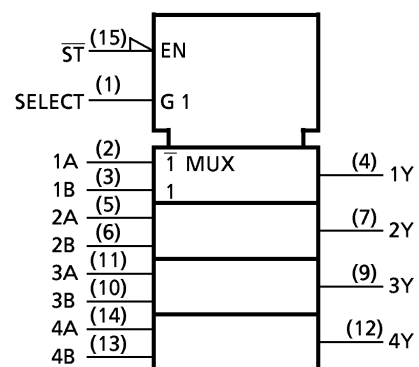 S̅T̅ (15) EN
SELECT (1) G 1
1A (2) 1̅ MUX (4) 1Y
1B (3) 1
2A (5) (7) 2Y
2B (6)
3A (11) (9) 3Y
3B (10)
4A (14) (12) 4Y
4B (13)